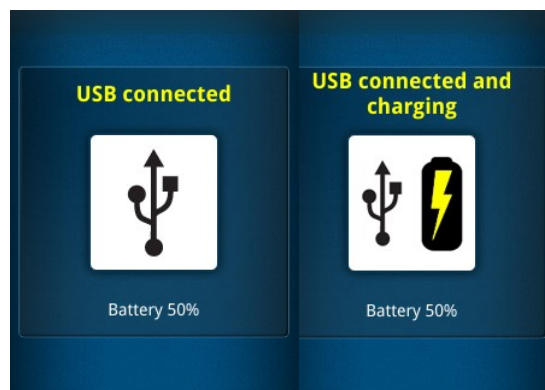 USB connected
Battery 50%
USB connected and
charging
Battery 50%